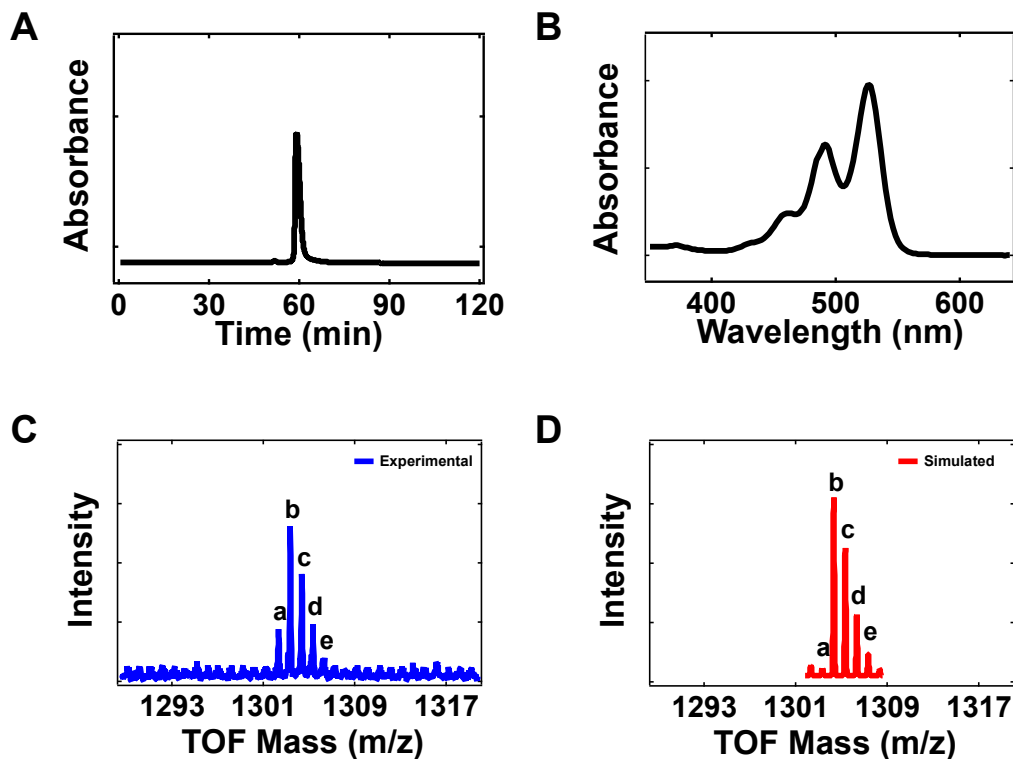 A
Absorbance
0 30 60 90 120
Time (min)
B
Absorbance
400 500 600
Wavelength (nm)
C
Intensity
Experimental
a
b
c
d
e
1293 1301 1309 1317
TOF Mass (m/z)
D
Intensity
Simulated
a
b
c
d
e
1293 1301 1309 1317
TOF Mass (m/z)